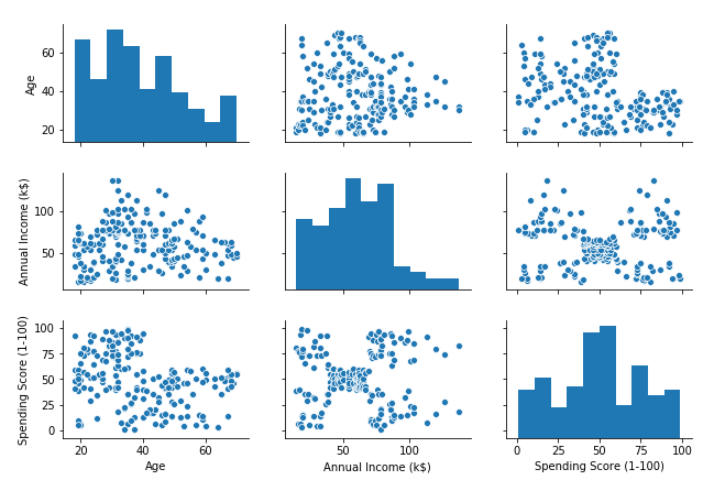 60
40
20
Age
100
50
Annual Income (k$)
100
75
50
25
0
Spending Score (1-100)
20 40 60
Age
50 100
Annual Income (k$)
0 25 50 75 100
Spending Score (1-100)